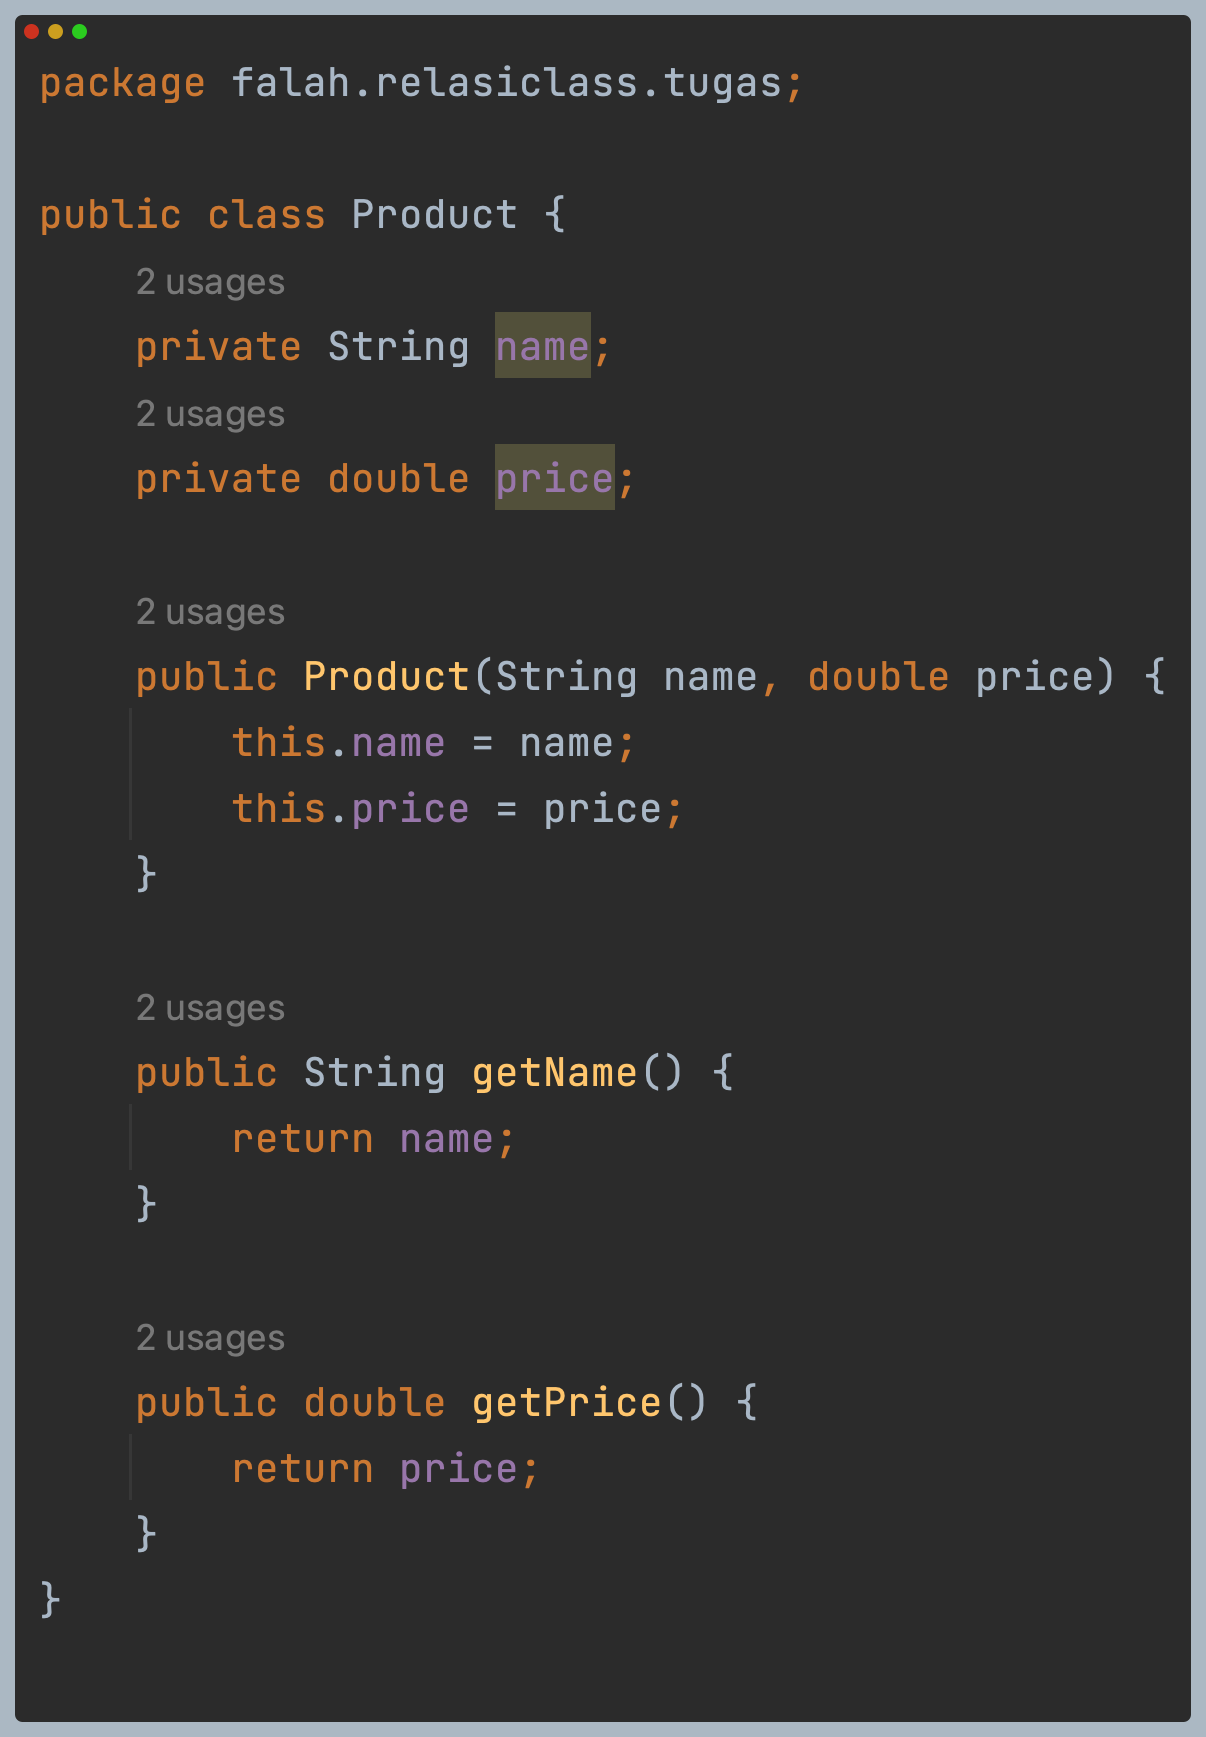 package falah.relasiclass.tugas;
public class Product {
2 usages
private String name;
2 usages
private double price;
2 usages
public Product(String name, double price) {
this.name = name;
this.price = price;
}
2 usages
public String getName() {
return name;
}
2 usages
public double getPrice() {
return price;
}
}